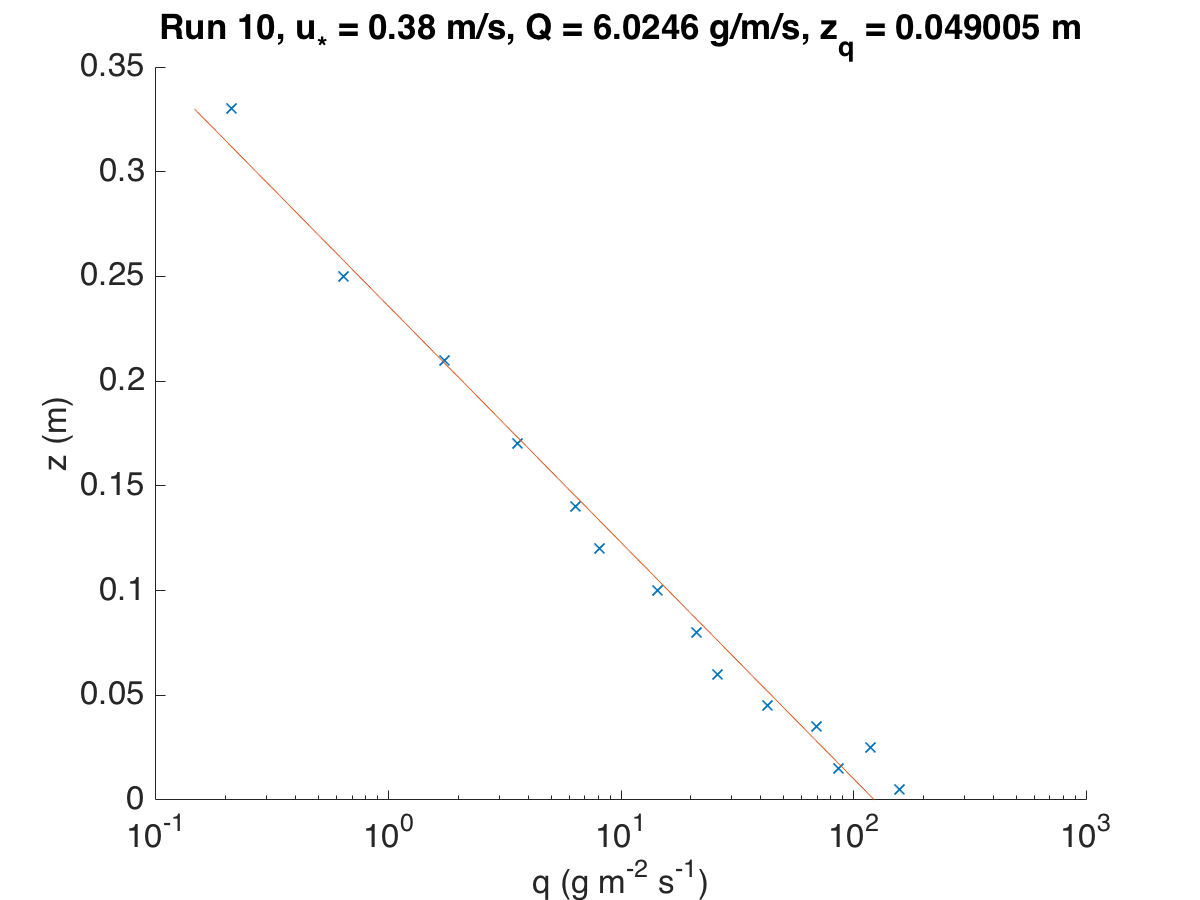 Run 10, u* = 0.38 m/s, Q = 6.0246 g/m/s, zq = 0.049005 m
0.35
0.3
0.25
0.2
0.15
0.1
0.05
0
z (m)
10-1 100 101 102 103
q (g m-2 s-1)